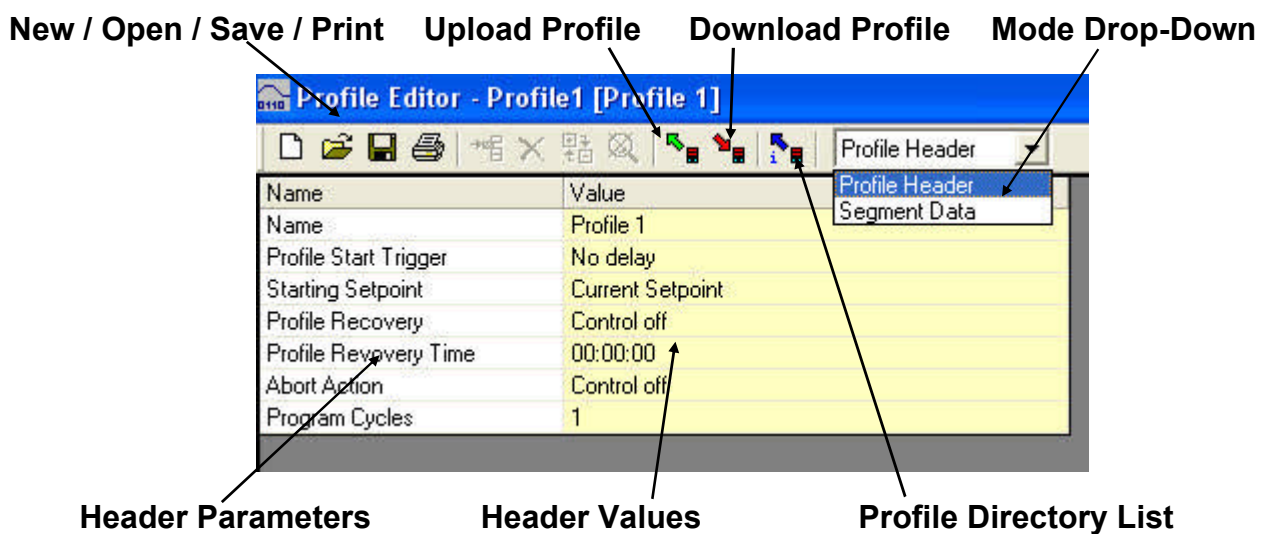 New / Open / Save / Print Upload Profile Download Profile Mode Drop-Down
Profile Editor - Profile1 [Profile 1]
Profile Header
Profile Header
Segment Data
Name Value
Name Profile 1
Profile Start Trigger No delay
Starting Setpoint Current Setpoint
Profile Recovery Control off
Profile Revovery Time 00:00:00
Abort Action Control off
Program Cycles 1
Header Parameters Header Values Profile Directory List